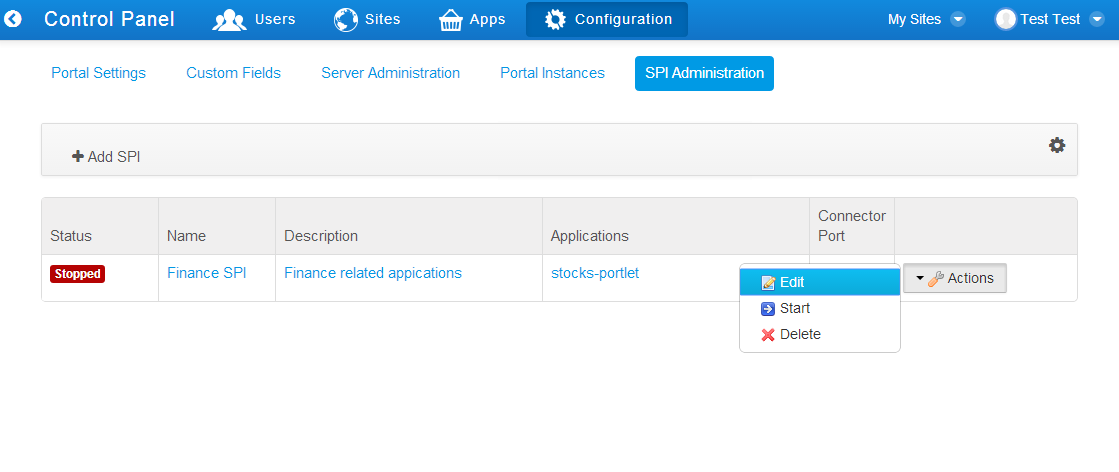 Control Panel Users Sites Apps Configuration My Sites Test Test
Portal Settings Custom Fields Server Administration Portal Instances SPI Administration
Add SPI
Status Name Description Applications Connector Port
Stopped Finance SPI Finance related appications stocks-portlet Actions
Edit
Start
Delete